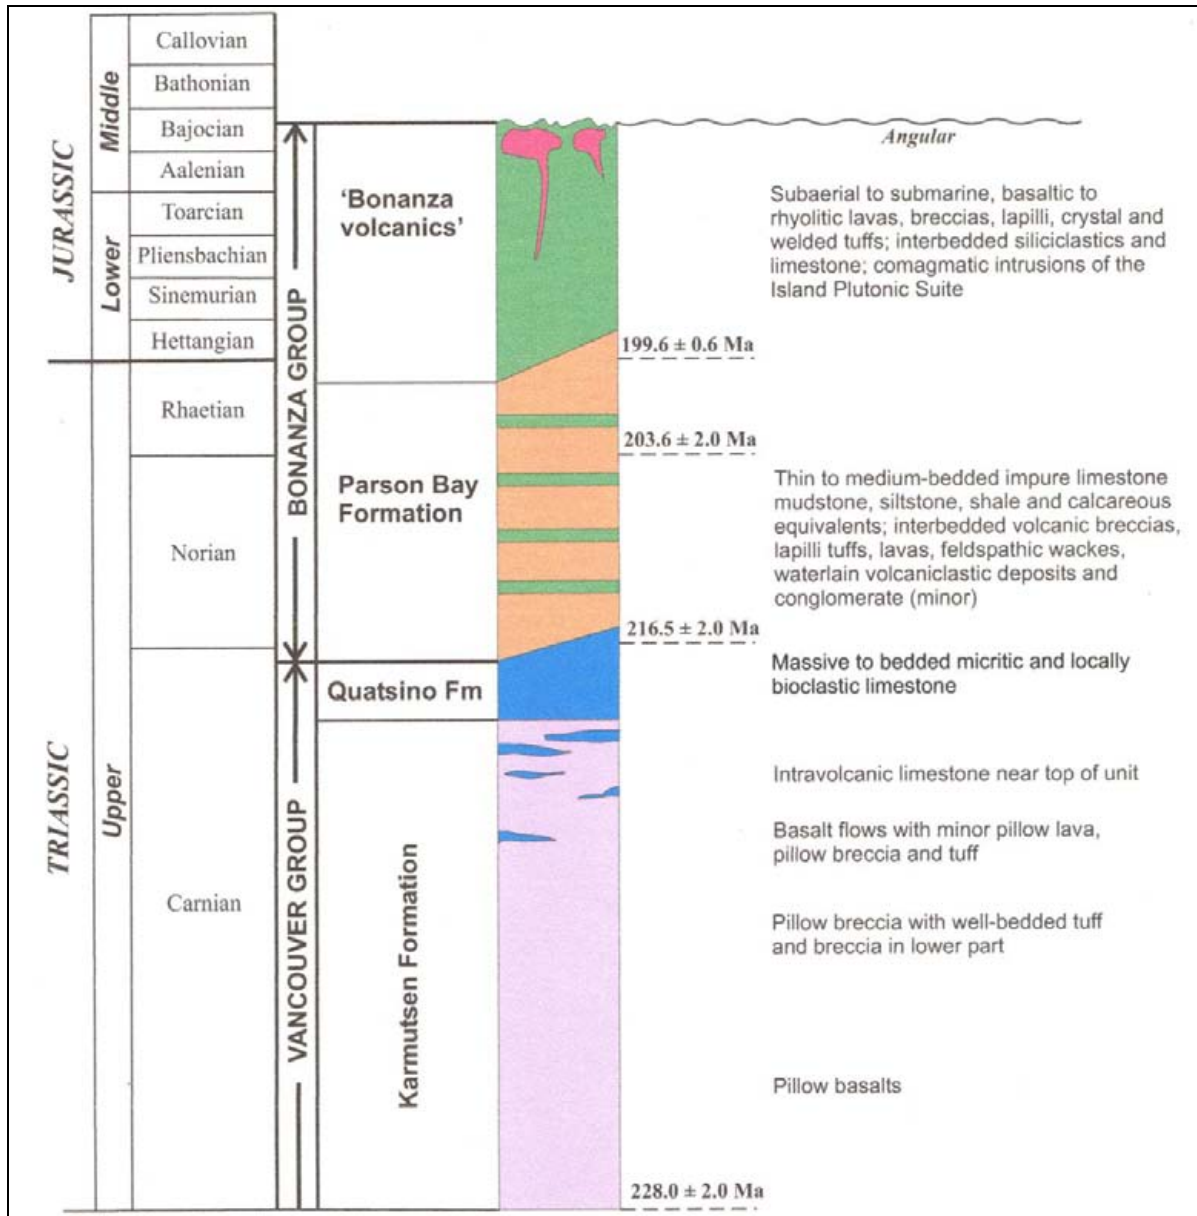 JURASSIC
Middle
Callovian
Bathonian
Bajocian
Aalenian
Lower
Toarcian
Pliensbachian
Sinemurian
Hettangian
TRIASSIC
Upper
Rhaetian
Norian
Carnian
BONANZA GROUP
VANCOUVER GROUP
‘Bonanza
volcanics’
Parson Bay
Formation
Quatsino Fm
Karmutsen Formation
199.6 ± 0.6 Ma
203.6 ± 2.0 Ma
216.5 ± 2.0 Ma
228.0 ± 2.0 Ma
Angular
Subaerial to submarine, basaltic to
rhyolitic lavas, breccias, lapilli, crystal and
welded tuffs; interbedded siliciclastics and
limestone; comagmatic intrusions of the
Island Plutonic Suite
Thin to medium-bedded impure limestone
mudstone, siltstone, shale and calcareous
equivalents; interbedded volcanic breccias,
lapilli tuffs, lavas, feldspathic wackes,
waterlain volcaniclastic deposits and
conglomerate (minor)
Massive to bedded micritic and locally
bioclastic limestone
Intravolcanic limestone near top of unit
Basalt flows with minor pillow lava,
pillow breccia and tuff
Pillow breccia with well-bedded tuff
and breccia in lower part
Pillow basalts